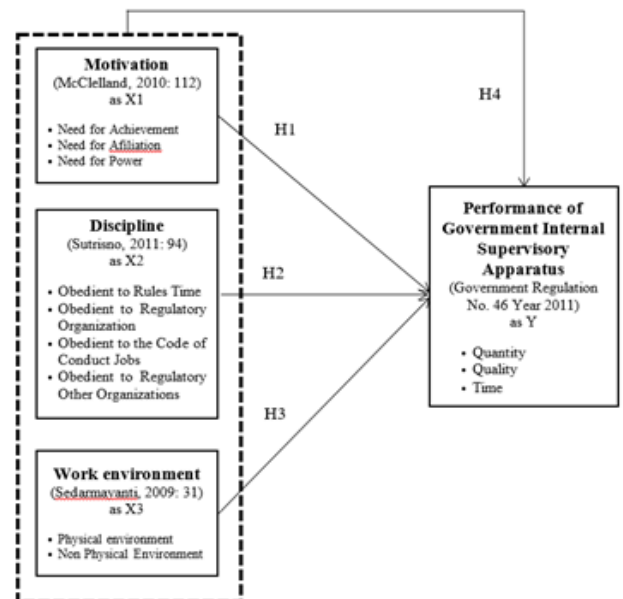 Motivation
(McClelland, 2010: 112)
as X1
• Need for Achievement
• Need for Afiliation
• Need for Power
H1
H4
Discipline
(Sutrisno, 2011: 94)
as X2
• Obedient to Rules Time
• Obedient to Regulatory
Organization
• Obedient to the Code of
Conduct Jobs
• Obedient to Regulatory
Other Organizations
H2
Performance of
Government Internal
Supervisory
Apparatus
(Government Regulation
No. 46 Year 2011)
as Y
• Quantity
• Quality
• Time
H3
Work environment
(Sedarmayanti, 2009: 31)
as X3
• Physical environment
• Non Physical Environment